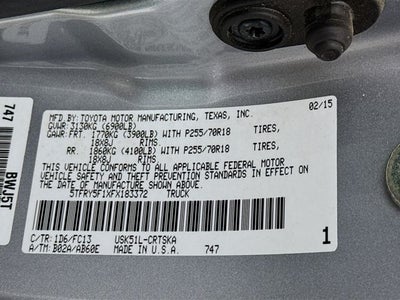 MFD.BY: TOYOTA MOTOR MANUFACTURING, TEXAS, INC.
02/15
GVWR: 3130KG (6900LB)
GAWR: FRT. 1770KG (3900LB) WITH P255/70R18 TIRES,
18X8J RIMS
RR. 1860KG (4100LB) WITH P255/70R18 TIRES,
18X8J RIMS
THIS VEHICLE CONFORMS TO ALL APPLICABLE FEDERAL MOTOR
VEHICLE SAFETY AND THEFT PREVENTION STANDARDS IN EFFECT
ON THE DATE OF MANUFACTURE SHOWN ABOVE.
5TFRY5F1XFX183372 TRUCK
C/TR: 1D6/FC13 USK51L-CRTSKA
A/TM: B02A/AB60E MADE IN U.S.A. 747
1
747
BWJ5T